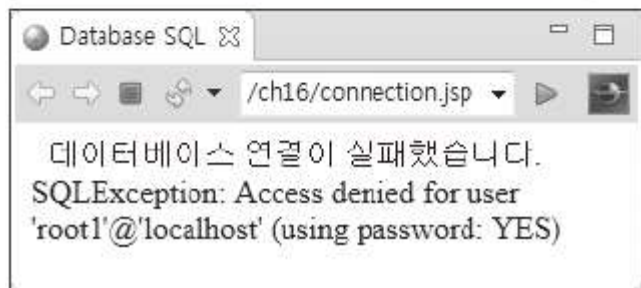 Database SQL
/ch16/connection.jsp
데이터베이스 연결이 실패했습니다.
SQLException: Access denied for user
'root1'@'localhost' (using password: YES)